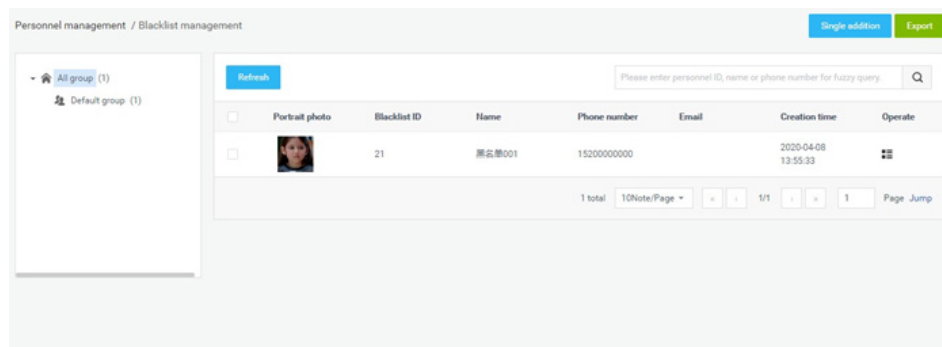 Personnel management / Blacklist management
Single addition
Export
All group (1)
Default group (1)
Refresh
Please enter personnel ID, name or phone number for fuzzy query.
Portrait photo Blacklist ID Name Phone number Email Creation time Operate
21 黑名单001 15200000000 2020-04-08
13:55:33
1 total 10Note/Page « ‹ 1/1 › » 1 Page Jump